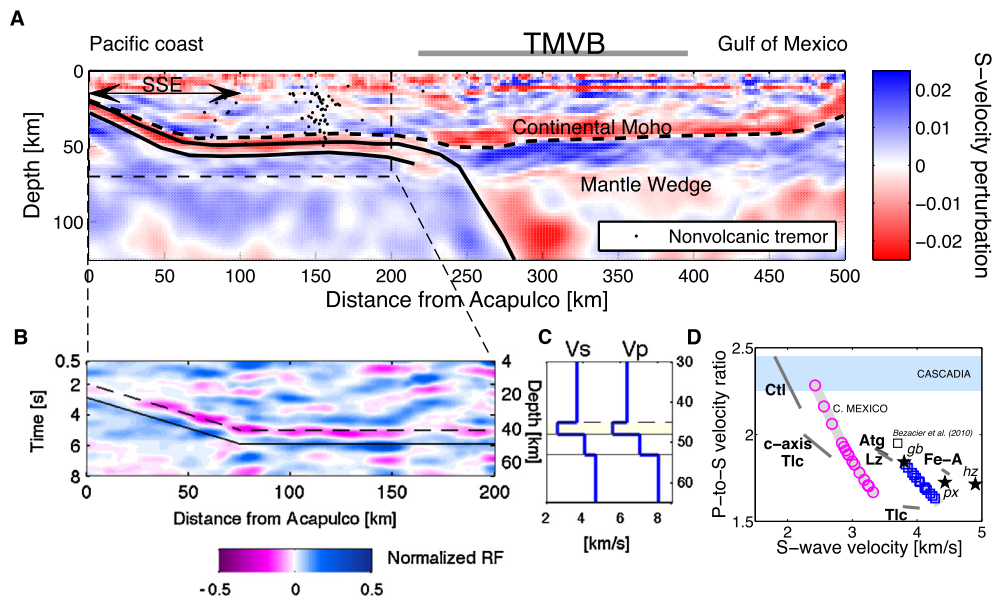 A
Pacific coast
TMVB
Gulf of Mexico
SSE
Continental Moho
Mantle Wedge
Nonvolcanic tremor
0
50
100
Depth [km]
0 50 100 150 200 250 300 350 400 450 500
Distance from Acapulco [km]
0.02
0.01
0
−0.01
−0.02
S−velocity perturbation
B
0.5
2
4
6
8
Time [s]
4
20
40
60
Depth [km]
0 50 100 150 200
Distance from Acapulco [km]
-0.5 0 0.5
Normalized RF
C
Vs Vp
30
40
50
60
2 4 6 8
[km/s]
D
2.5
2
1.5
P−to−S velocity ratio
CASCADIA
Ctl
C. MEXICO
c−axis
Tlc
Bezacier et al. (2010)
Atg
gb
Lz
Fe−A
hz
px
Tlc
2 3 4 5
S−wave velocity [km/s]